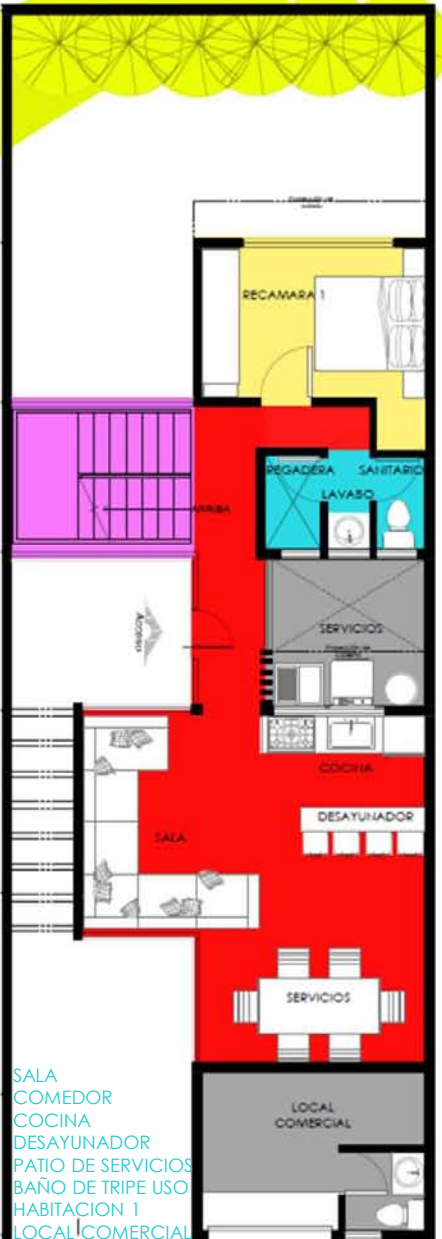 RECAMARA 1
REGADERA
SANITARIO
LAVABO
ARRIBA
Acceso
SERVICIOS
COCINA
DESAYUNADOR
SALA
SERVICIOS
SALA
COMEDOR
COCINA
DESAYUNADOR
PATIO DE SERVICIOS
BAÑO DE TRIPE USO
HABITACION 1
LOCAL COMERCIAL
LOCAL
COMERCIAL